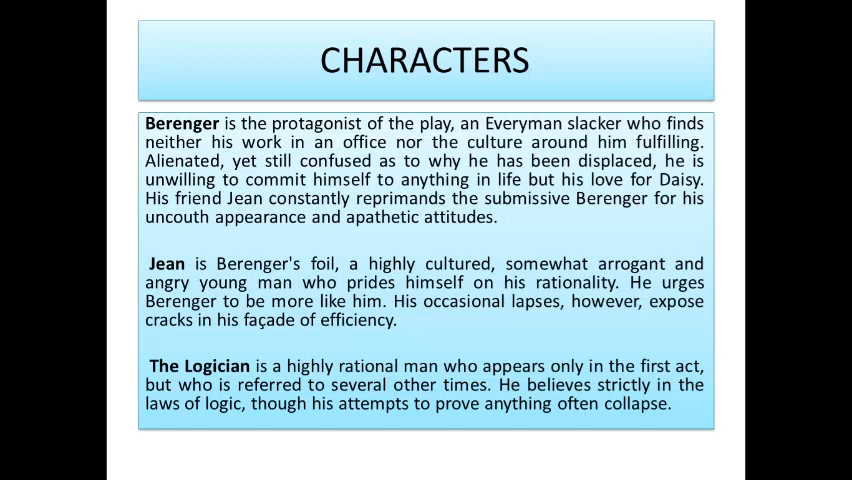 CHARACTERS
Berenger is the protagonist of the play, an Everyman slacker who finds
neither his work in an office nor the culture around him fulfilling.
Alienated, yet still confused as to why he has been displaced, he is
unwilling to commit himself to anything in life but his love for Daisy.
His friend Jean constantly reprimands the submissive Berenger for his
uncouth appearance and apathetic attitudes.
Jean is Berenger's foil, a highly cultured, somewhat arrogant and
angry young man who prides himself on his rationality. He urges
Berenger to be more like him. His occasional lapses, however, expose
cracks in his façade of efficiency.
The Logician is a highly rational man who appears only in the first act,
but who is referred to several other times. He believes strictly in the
laws of logic, though his attempts to prove anything often collapse.